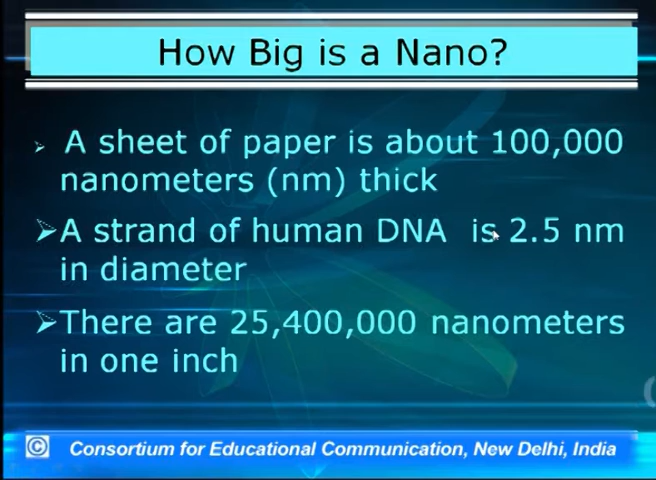 How Big is a Nano?
A sheet of paper is about 100,000
nanometers (nm) thick
A strand of human DNA is 2.5 nm
in diameter
There are 25,400,000 nanometers
in one inch
© Consortium for Educational Communication, New Delhi, India